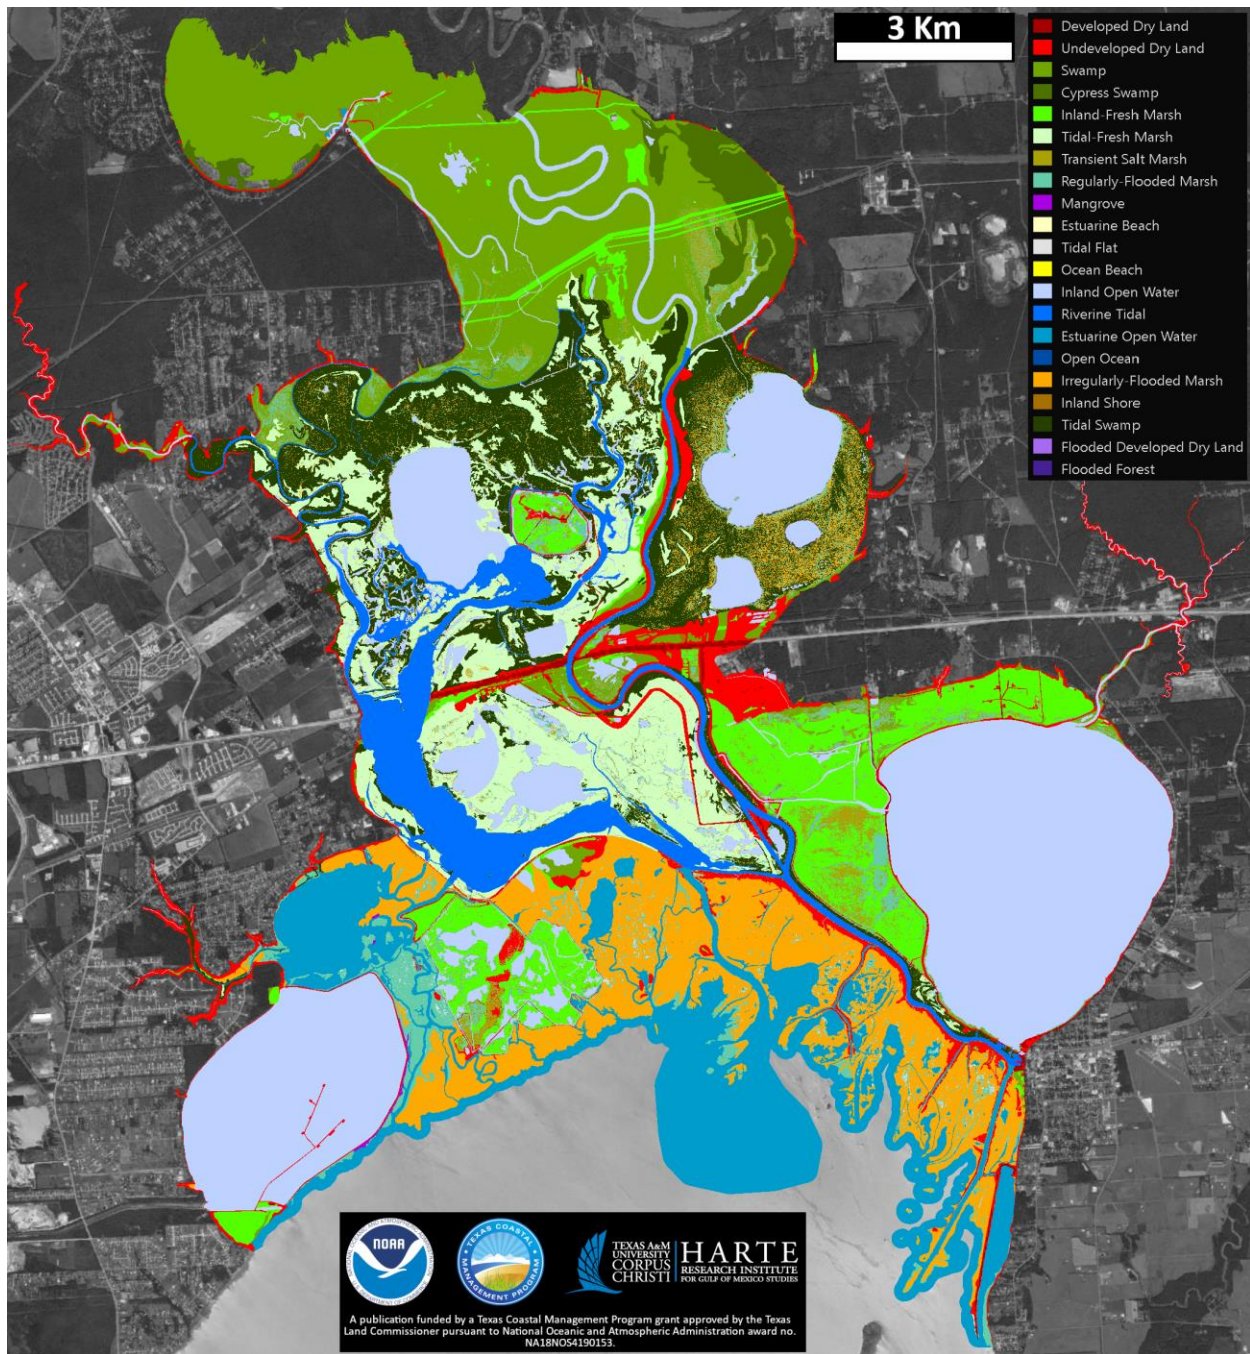 3 Km
Developed Dry Land
Undeveloped Dry Land
Swamp
Cypress Swamp
Inland-Fresh Marsh
Tidal-Fresh Marsh
Transient Salt Marsh
Regularly-Flooded Marsh
Mangrove
Estuarine Beach
Tidal Flat
Ocean Beach
Inland Open Water
Riverine Tidal
Estuarine Open Water
Open Ocean
Irregularly-Flooded Marsh
Inland Shore
Tidal Swamp
Flooded Developed Dry Land
Flooded Forest
NOAA
TEXAS COASTAL
MANAGEMENT PROGRAM
TEXAS A&M
UNIVERSITY
CORPUS
CHRISTI
HARTE
RESEARCH INSTITUTE
FOR GULF OF MEXICO STUDIES
A publication funded by a Texas Coastal Management Program grant approved by the Texas
Land Commissioner pursuant to National Oceanic and Atmospheric Administration award no.
NA18NOS4190153.